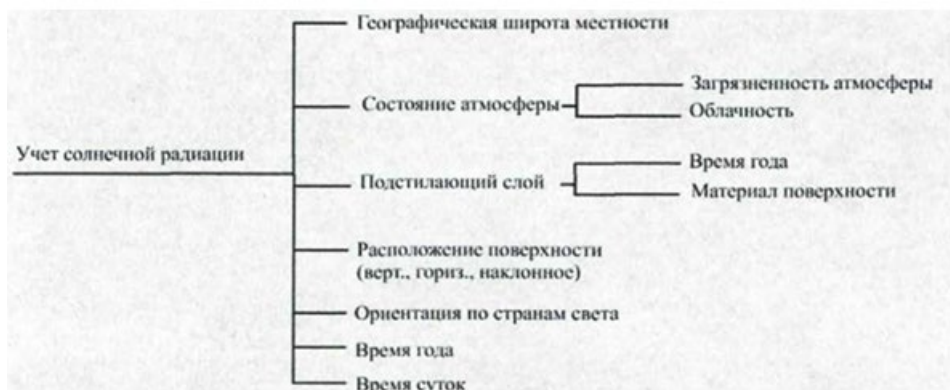 Географическая широта местности
Состояние атмосферы
Загрязненность атмосферы
Облачность
Учет солнечной радиации
Подстилающий слой
Время года
Материал поверхности
Расположение поверхности
(верт., гориз., наклонное)
Ориентация по странам света
Время года
Время суток